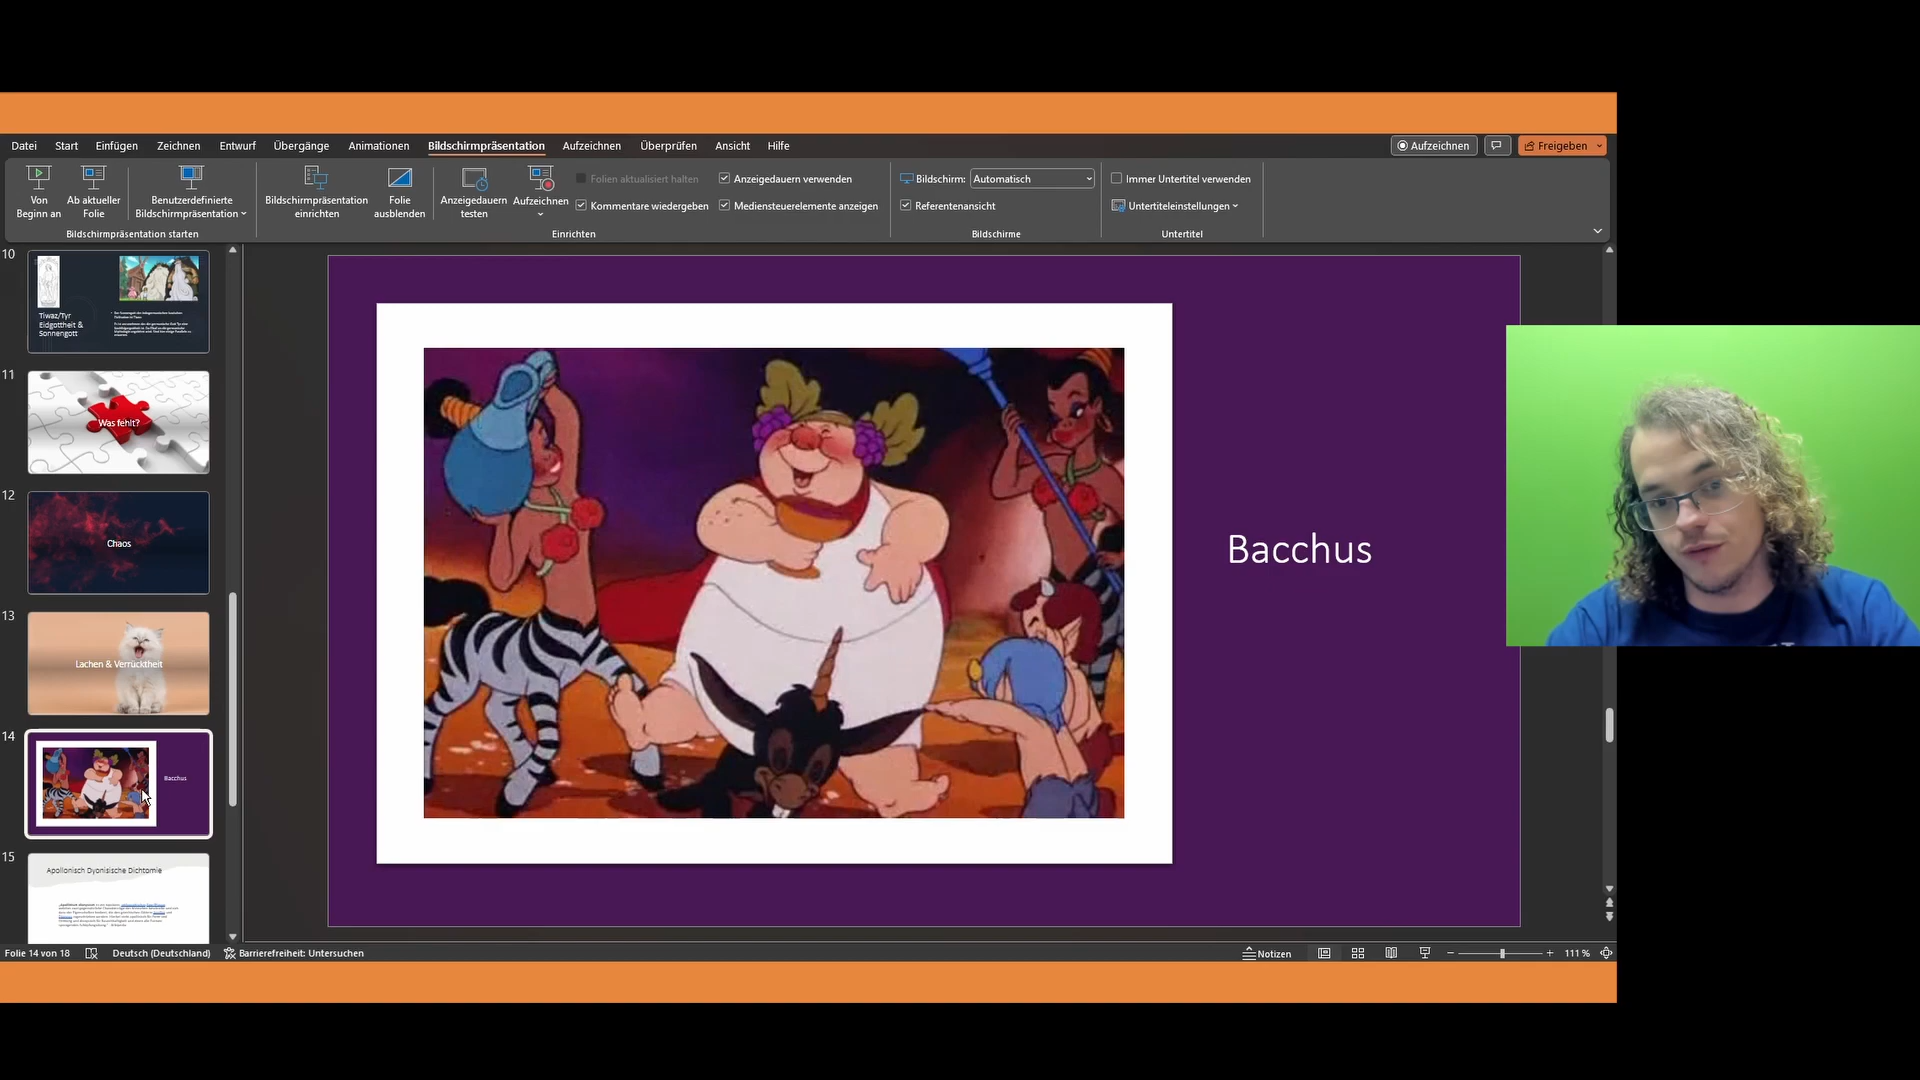 Datei Start Einfügen Zeichnen Entwurf Übergänge Animationen Bildschirmpräsentation Aufzeichnen Überprüfen Ansicht Hilfe
Aufzeichnen
Freigeben
Von
Beginn an
Ab aktueller
Folie
Benutzerdefinierte
Bildschirmpräsentation
Bildschirmpräsentation starten
Bildschirmpräsentation
einrichten
Folie
ausblenden
Anzeigedauern
testen
Aufzeichnen
Folien aktualisiert halten
Kommentare wiedergeben
Anzeigedauern verwenden
Mediensteuerelemente anzeigen
Einrichten
Bildschirm: Automatisch
Referentenansicht
Bildschirme
Immer Untertitel verwenden
Untertiteleinstellungen
Untertitel
10
Tiwaz/Tyr
Eidgottheit &
Sonnengott
11
Was fehlt?
12
Chaos
13
Lachen & Verrücktheit
14
Bacchus
15
Apollonisch Dyonisische Dichtomie
Bacchus
Folie 14 von 18
Deutsch (Deutschland)
Barrierefreiheit: Untersuchen
Notizen
111 %